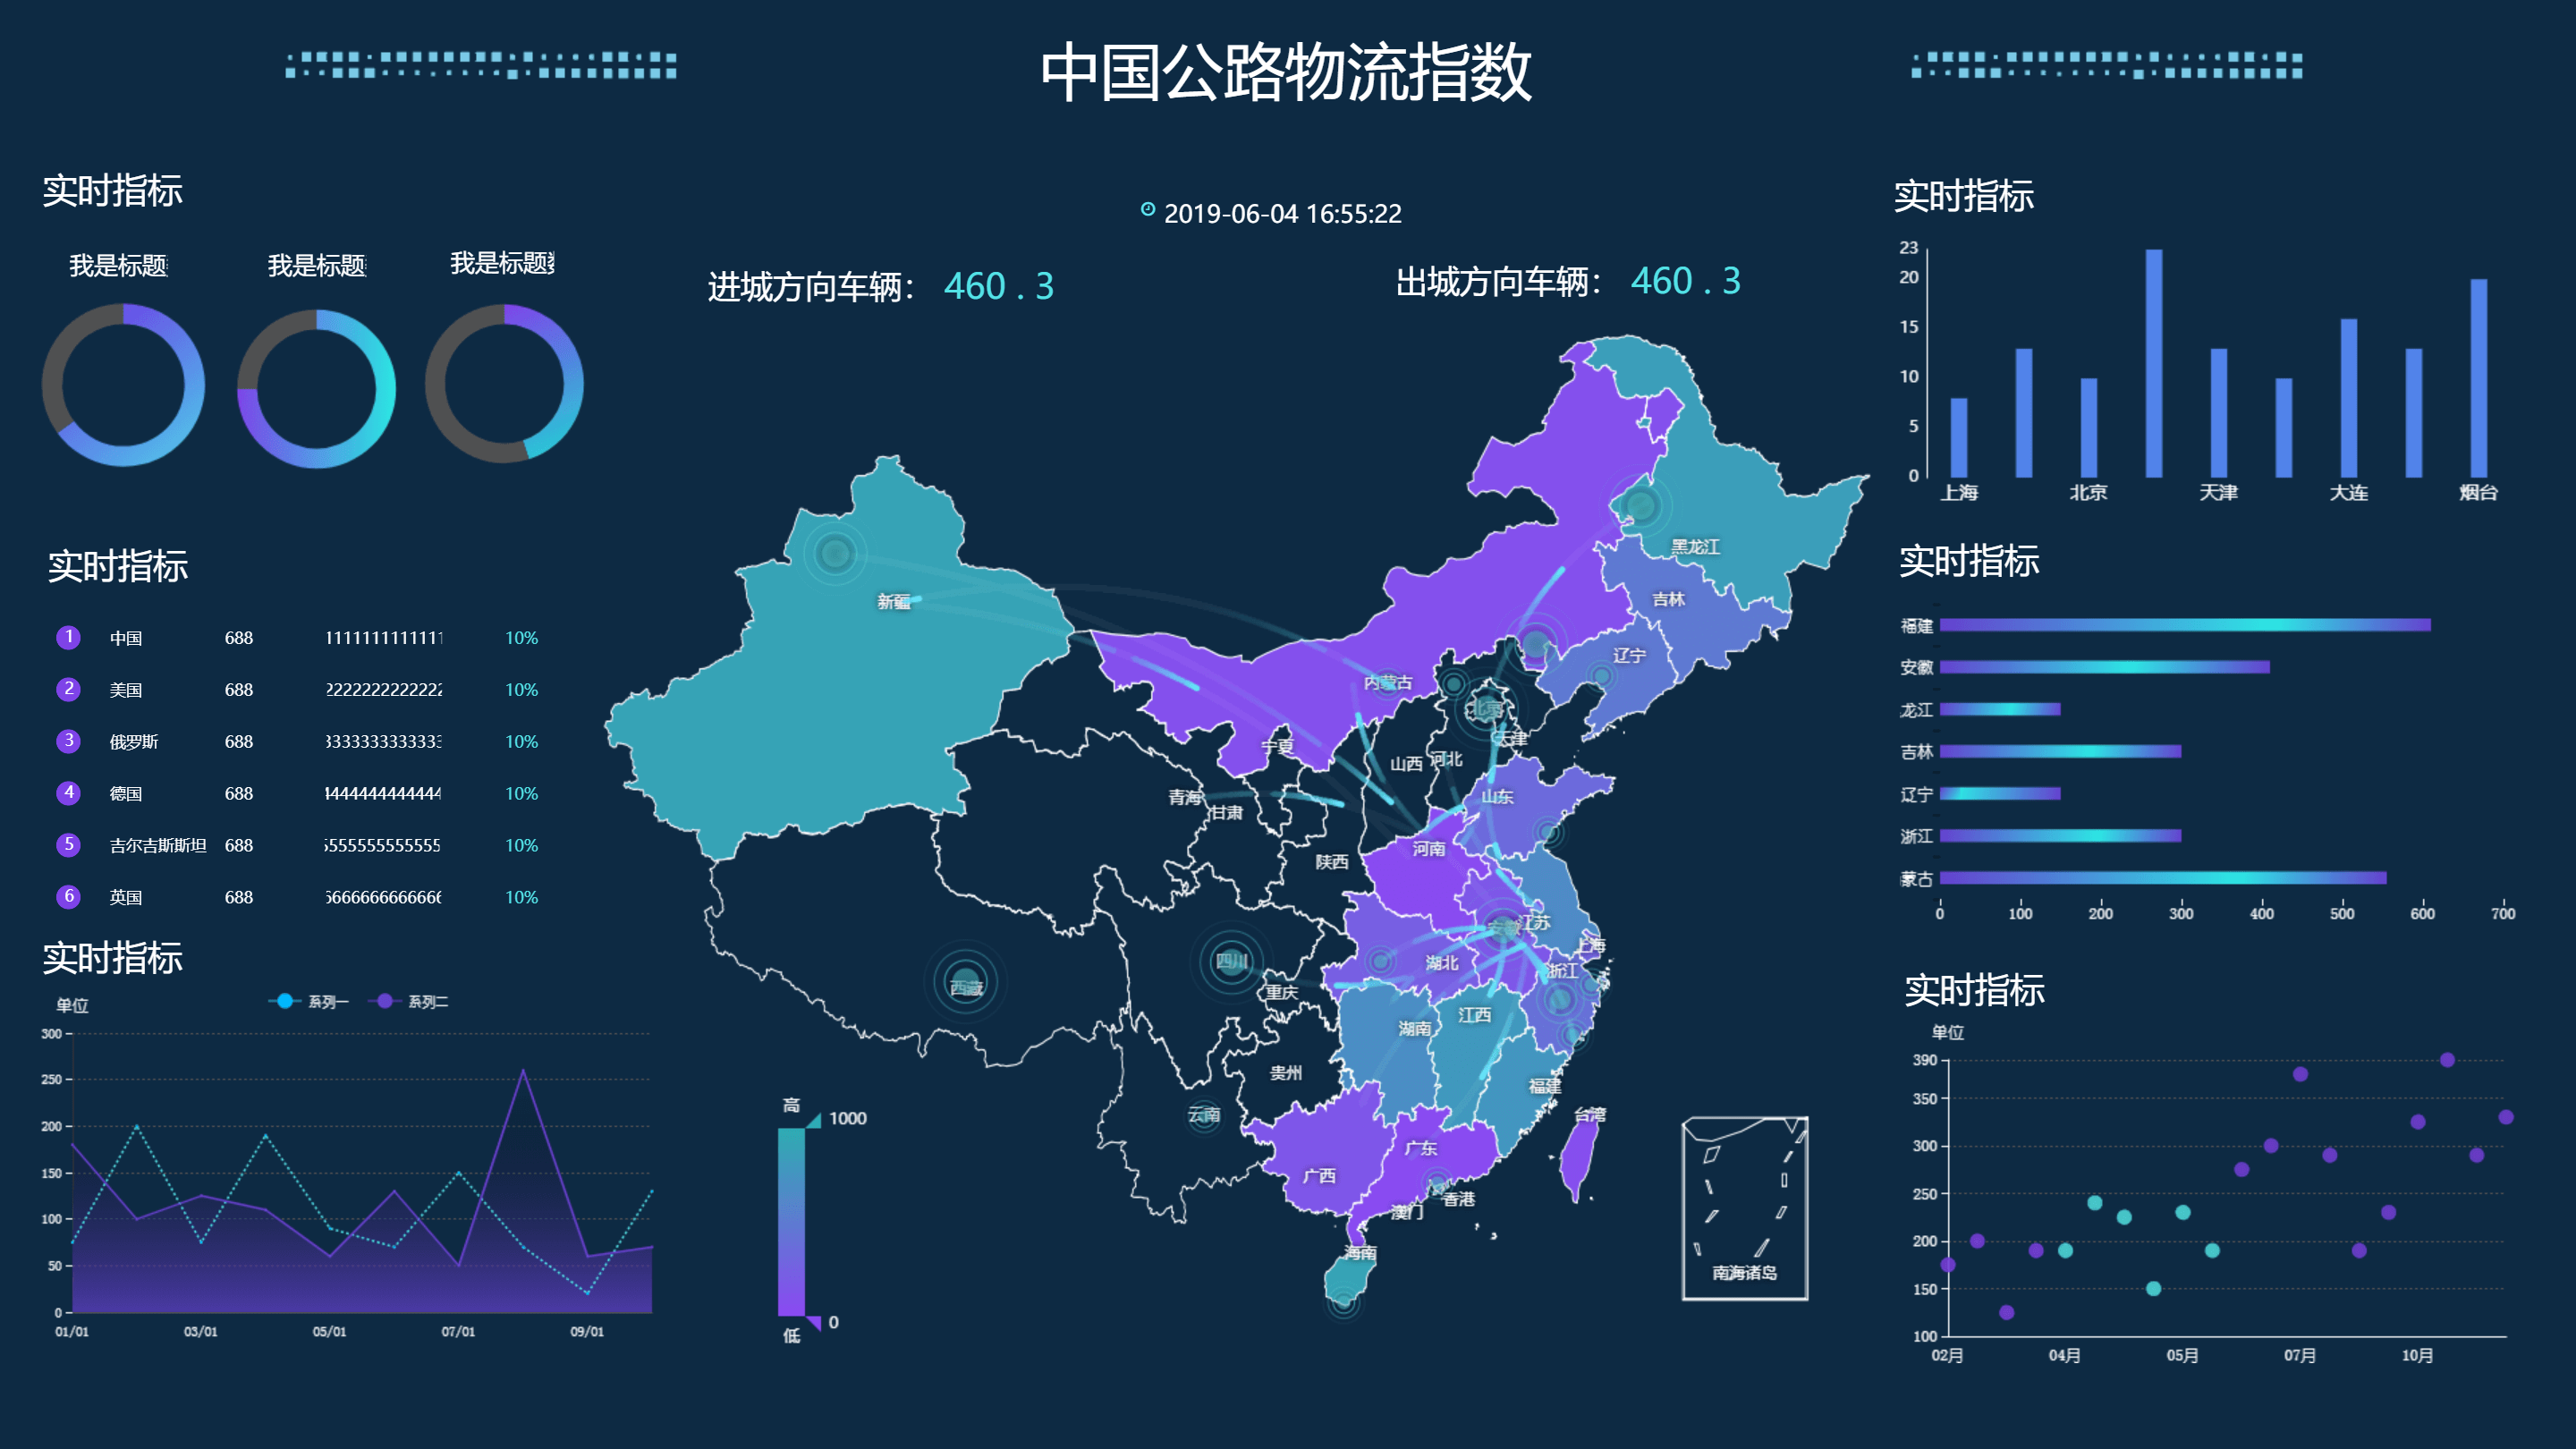 中国公路物流指数
2019-06-04 16:55:22
进城方向车辆： 460 . 3
出城方向车辆： 460 . 3
实时指标
我是标题
我是标题
我是标题
实时指标
1 中国 688 1111111111111 10%
2 美国 688 2222222222222 10%
3 俄罗斯 688 3333333333333 10%
4 德国 688 4444444444444 10%
5 吉尔吉斯斯坦 688 5555555555555 10%
6 英国 688 6666666666666 10%
实时指标
单位
系列一 系列二
300
250
200
150
100
50
0
01/01 03/01 05/01 07/01 09/01
新疆
黑龙江
吉林
辽宁
内蒙古
北京
天津
宁夏
山西
河北
青海
甘肃
山东
陕西
河南
安徽
江苏
上海
四川
西藏
湖北
浙江
重庆
湖南
江西
贵州
福建
云南
台湾
广东
广西
香港
澳门
海南
南海诸岛
高
1000
0
低
实时指标
23
20
15
10
5
0
上海 北京 天津 大连 烟台
实时指标
福建
安徽
龙江
吉林
辽宁
浙江
蒙古
0 100 200 300 400 500 600 700
实时指标
单位
390
350
300
250
200
150
100
02月 04月 05月 07月 10月